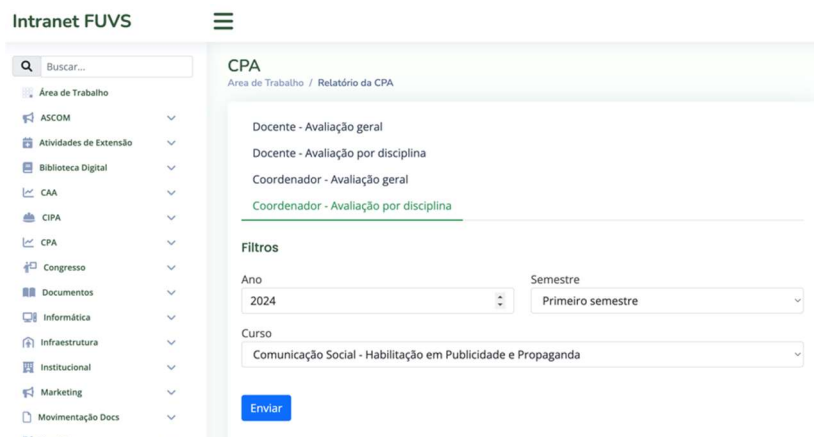 Intranet FUVS
Buscar...
Área de Trabalho
ASCOM
Atividades de Extensão
Biblioteca Digital
CAA
CIPA
CPA
Congresso
Documentos
Informática
Infraestrutura
Institucional
Marketing
Movimentação Docs
CPA
Area de Trabalho / Relatório da CPA
Docente - Avaliação geral
Docente - Avaliação por disciplina
Coordenador - Avaliação geral
Coordenador - Avaliação por disciplina
Filtros
Ano
Semestre
2024
Primeiro semestre
Curso
Comunicação Social - Habilitação em Publicidade e Propaganda
Enviar